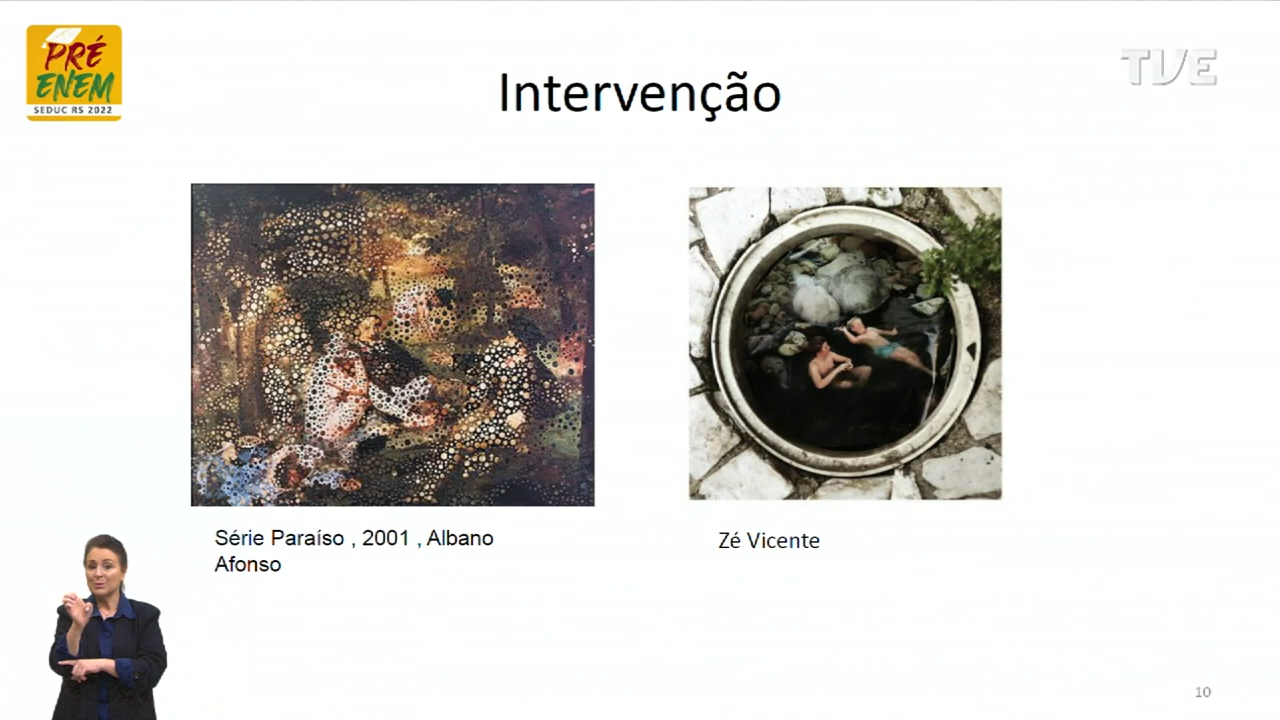 PRÉ
ENEM
SEDUC RS 2022
Intervenção
TVE
Série Paraíso , 2001 , Albano
Afonso
Zé Vicente
10